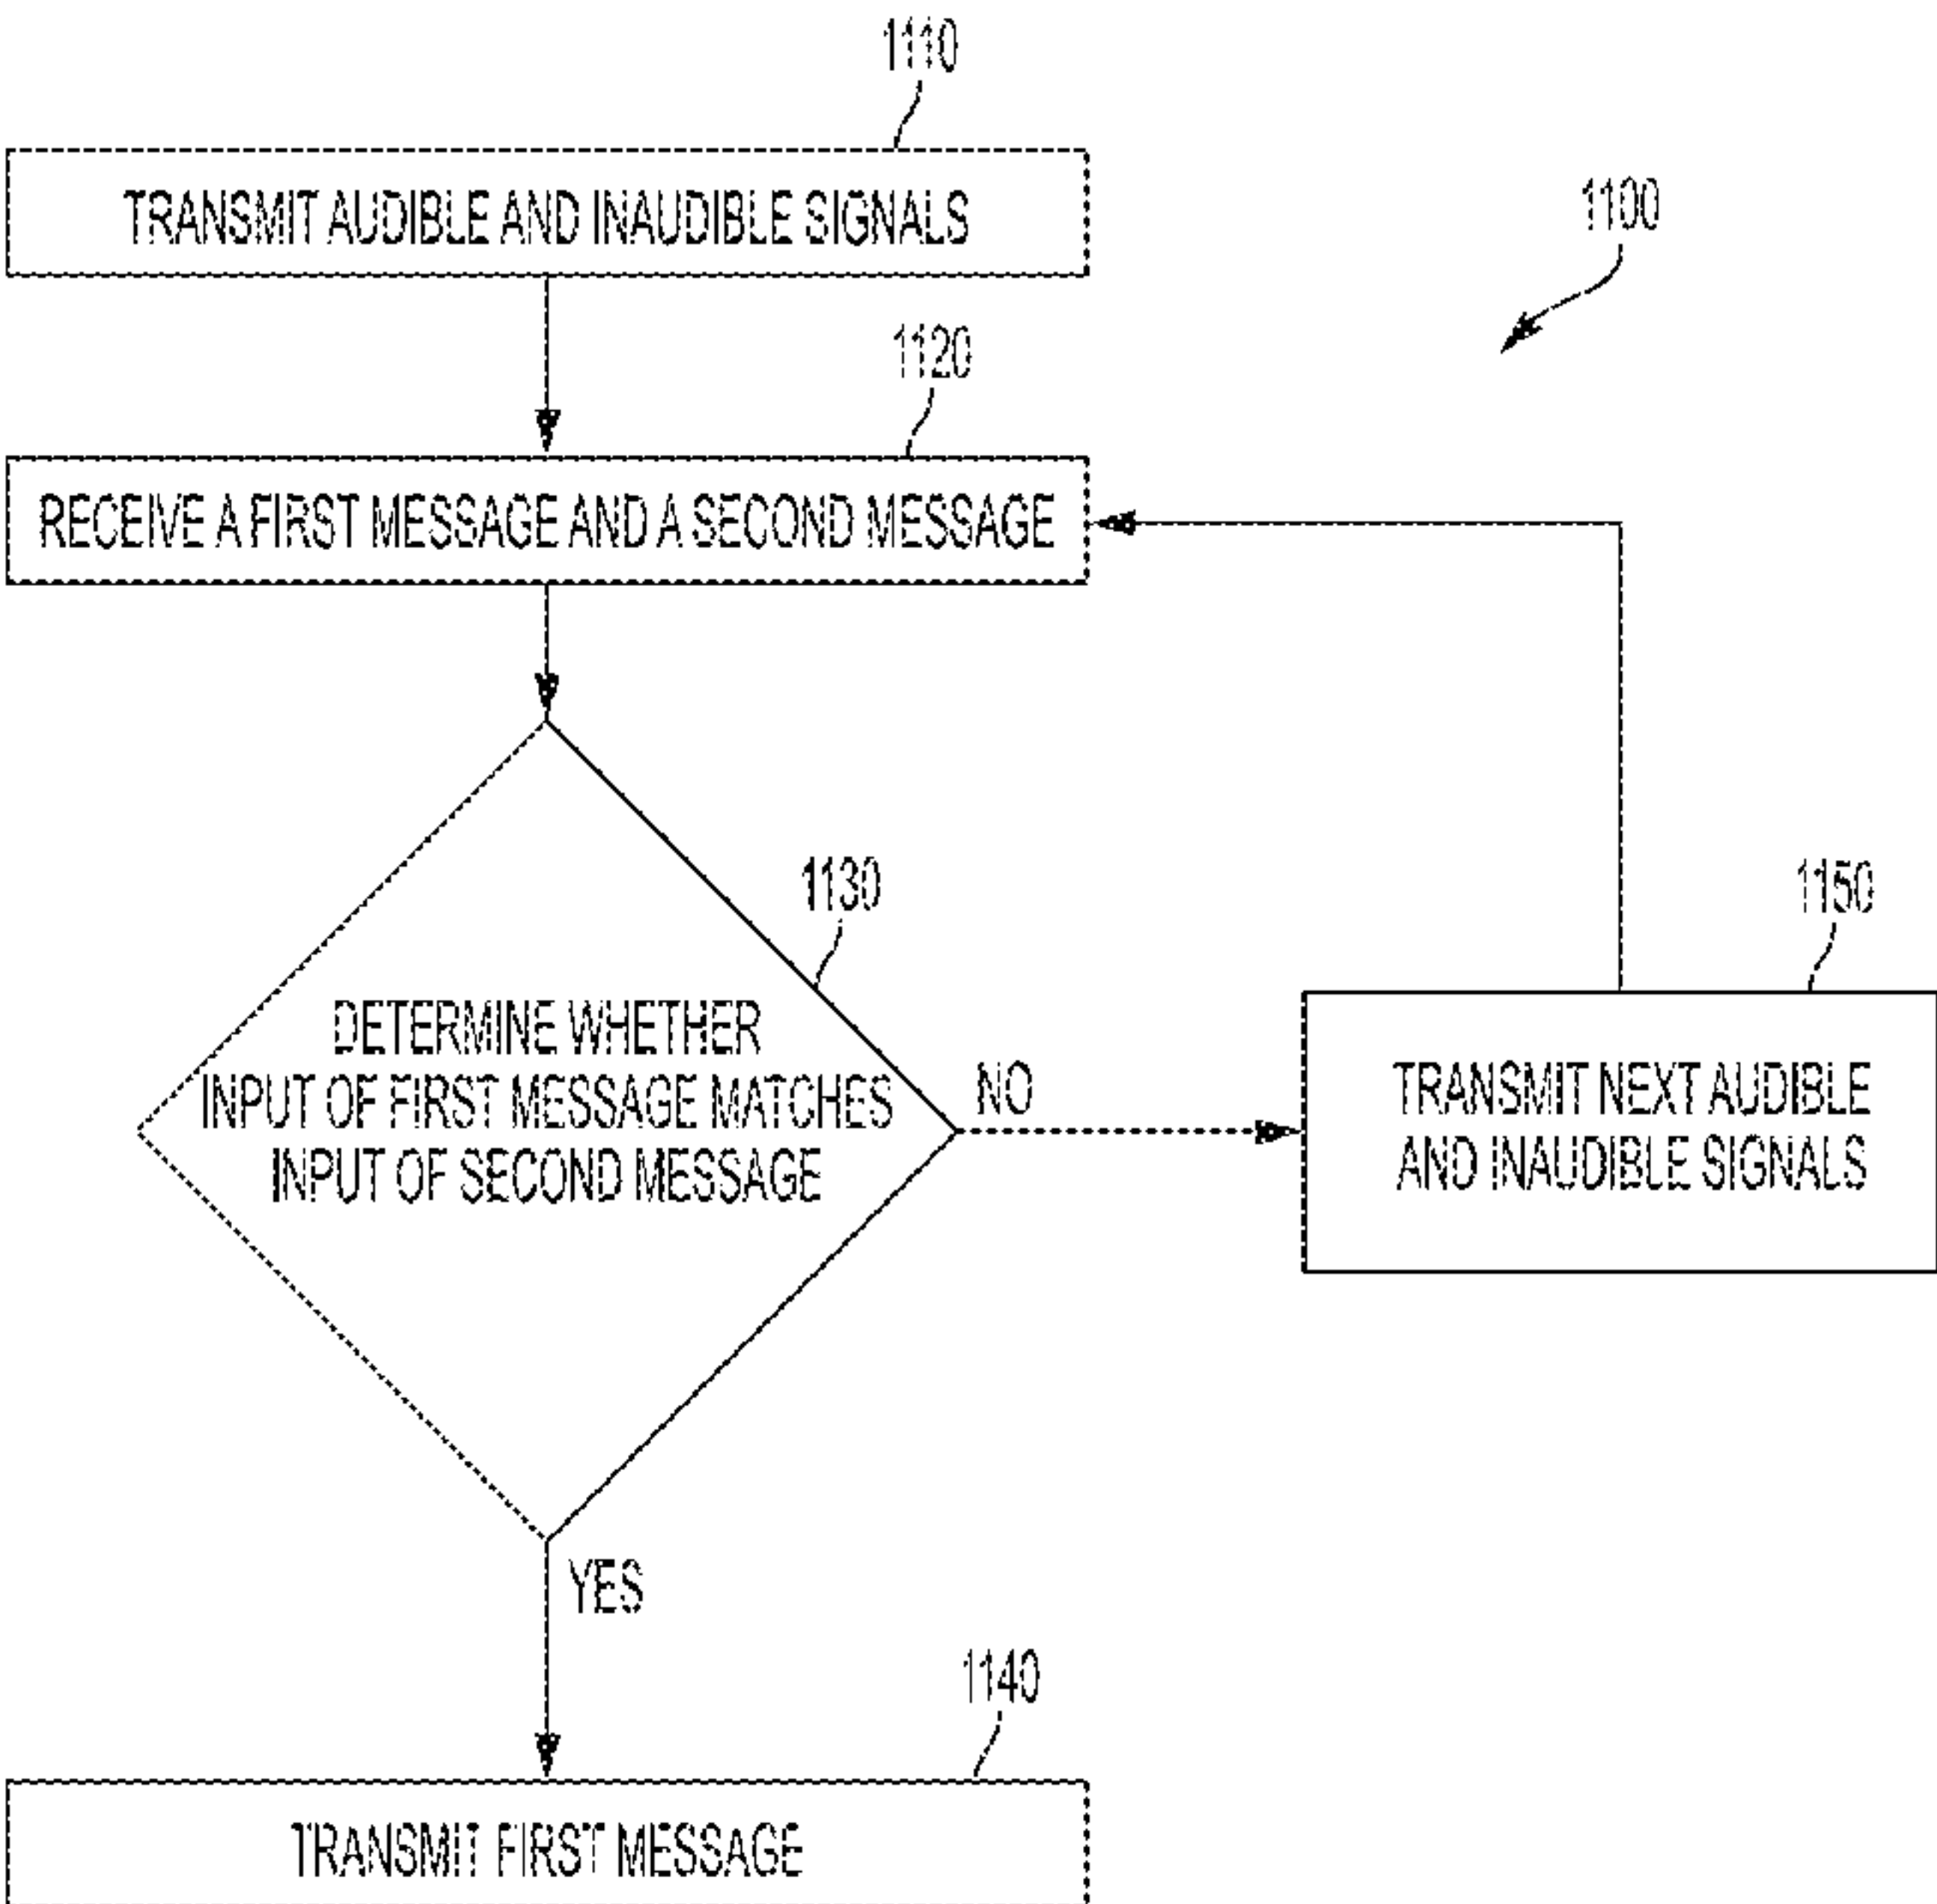 1110
TRANSMIT AUDIBLE AND INAUDIBLE SIGNALS
1100
1120
RECEIVE A FIRST MESSAGE AND A SECOND MESSAGE
1130
DETERMINE WHETHER
INPUT OF FIRST MESSAGE MATCHES
INPUT OF SECOND MESSAGE
NO
1150
TRANSMIT NEXT AUDIBLE
AND INAUDIBLE SIGNALS
YES
1140
TRANSMIT FIRST MESSAGE